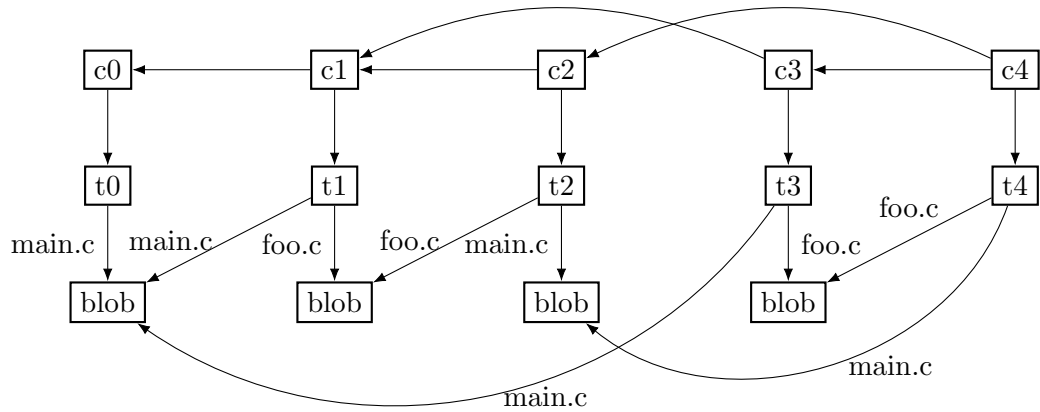 c0 c1 c2 c3 c4
t0 t1 t2 t3 t4
foo.c
main.c main.c foo.c foo.c main.c foo.c
blob blob blob blob
main.c
main.c